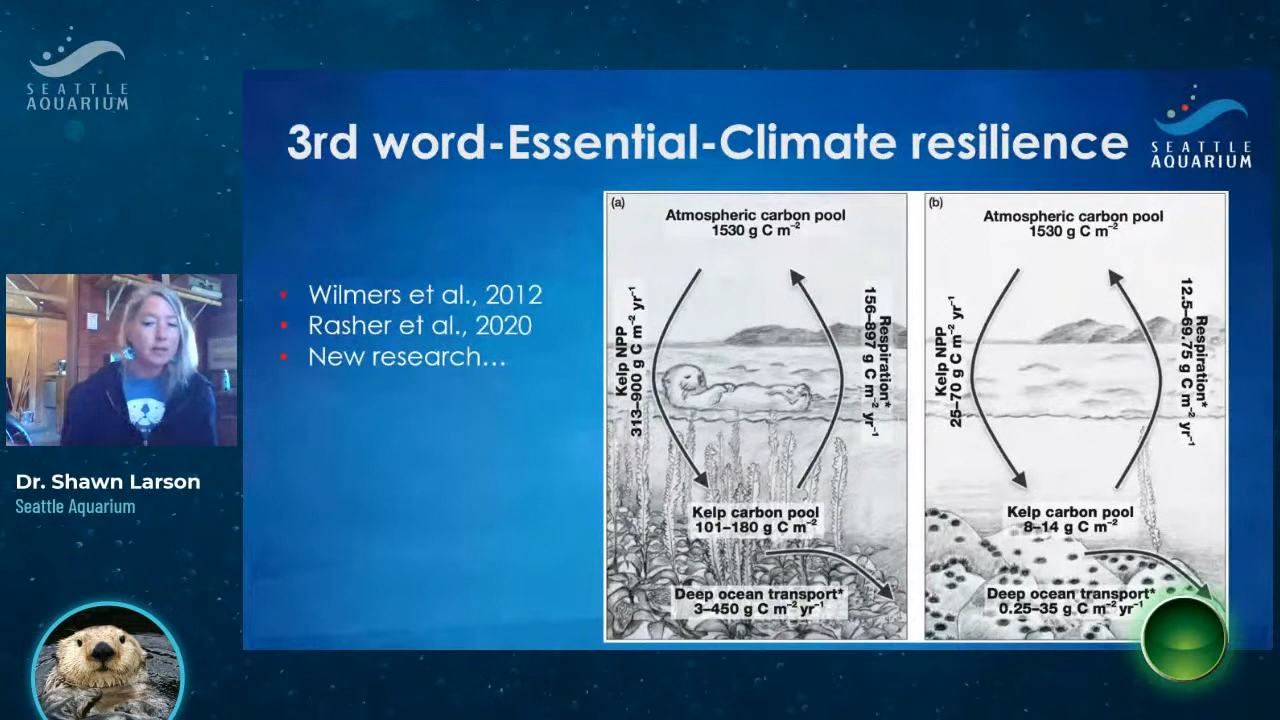 SEATTLE
AQUARIUM
3rd word-Essential-Climate resilience
SEATTLE
AQUARIUM
• Wilmers et al., 2012
• Rasher et al., 2020
• New research…
(a)
Atmospheric carbon pool
1530 g C m⁻²
Kelp NPP
313–900 g C m⁻² yr⁻¹
Respiration*
156–897 g C m⁻² yr⁻¹
Kelp carbon pool
101–180 g C m⁻²
Deep ocean transport*
3–450 g C m⁻² yr⁻¹
(b)
Atmospheric carbon pool
1530 g C m⁻²
Kelp NPP
25–70 g C m⁻² yr⁻¹
Respiration*
12.5–69.75 g C m⁻² yr⁻¹
Kelp carbon pool
8–14 g C m⁻²
Deep ocean transport*
0.25–35 g C m⁻² yr⁻¹
Dr. Shawn Larson
Seattle Aquarium